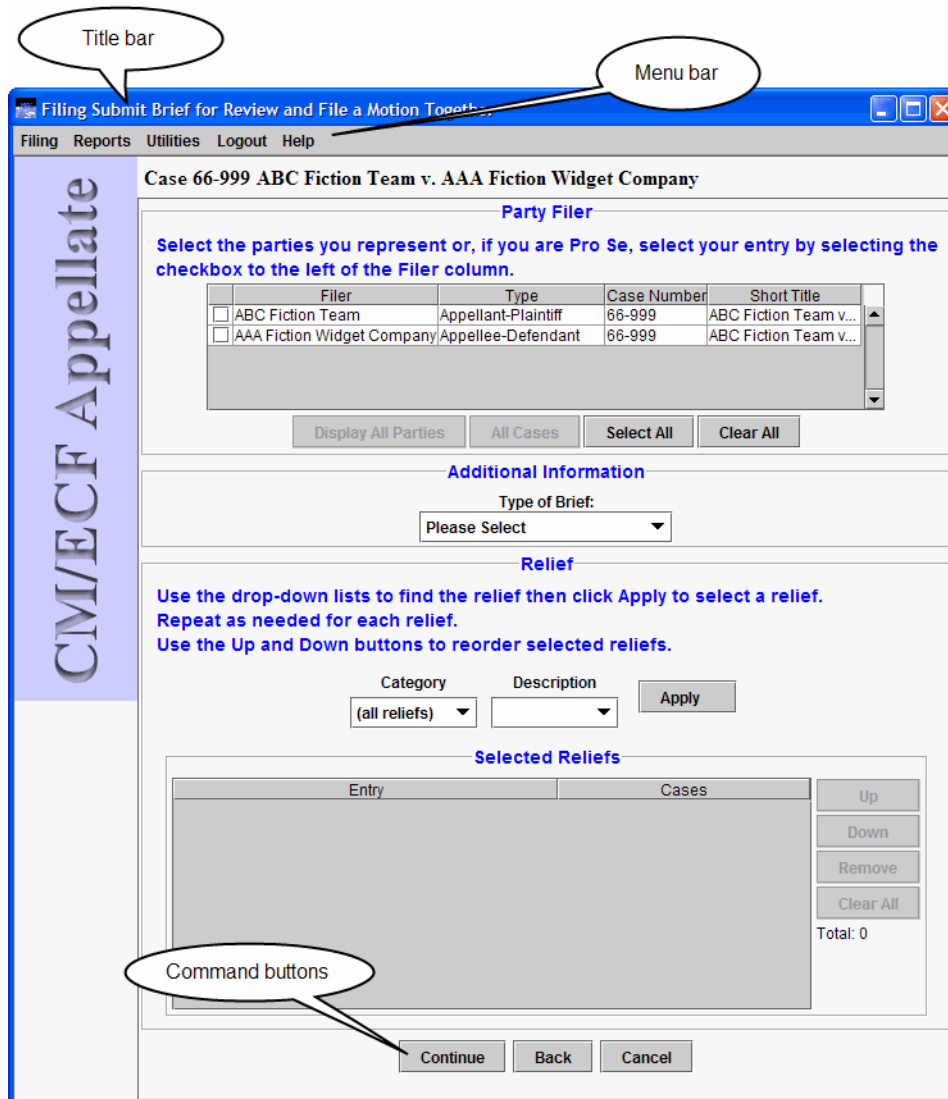 Title bar
Menu bar
Filing Submit Brief for Review and File a Motion Together
Filing Reports Utilities Logout Help
CM/ECF Appellate
Case 66-999 ABC Fiction Team v. AAA Fiction Widget Company
Party Filer
Select the parties you represent or, if you are Pro Se, select your entry by selecting the
checkbox to the left of the Filer column.
Filer Type Case Number Short Title
ABC Fiction Team Appellant-Plaintiff 66-999 ABC Fiction Team v...
AAA Fiction Widget Company Appellee-Defendant 66-999 ABC Fiction Team v...
Display All Parties All Cases Select All Clear All
Additional Information
Type of Brief:
Please Select
Relief
Use the drop-down lists to find the relief then click Apply to select a relief.
Repeat as needed for each relief.
Use the Up and Down buttons to reorder selected reliefs.
Category Description
(all reliefs) Apply
Selected Reliefs
Entry Cases
Up
Down
Remove
Clear All
Total: 0
Command buttons
Continue Back Cancel